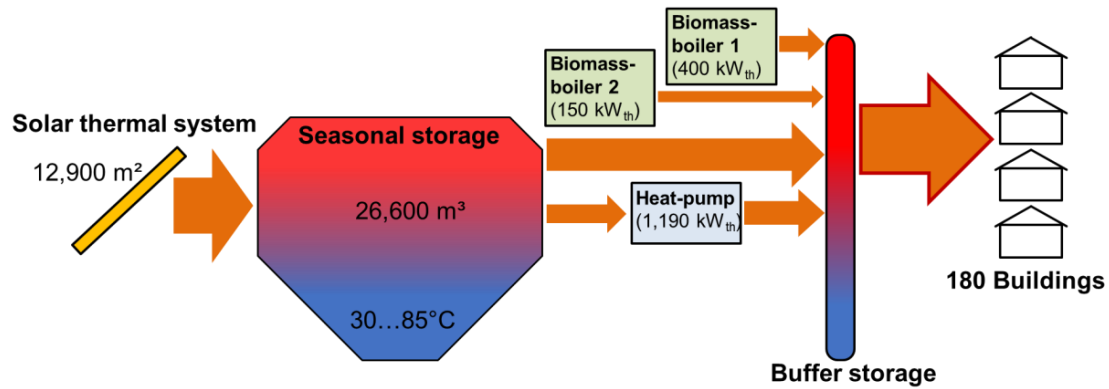 Biomass-
boiler 1
(400 kWth)
Biomass-
boiler 2
(150 kWth)
Solar thermal system
12,900 m²
Seasonal storage
26,600 m³
30...85°C
Heat-pump
(1,190 kWth)
180 Buildings
Buffer storage